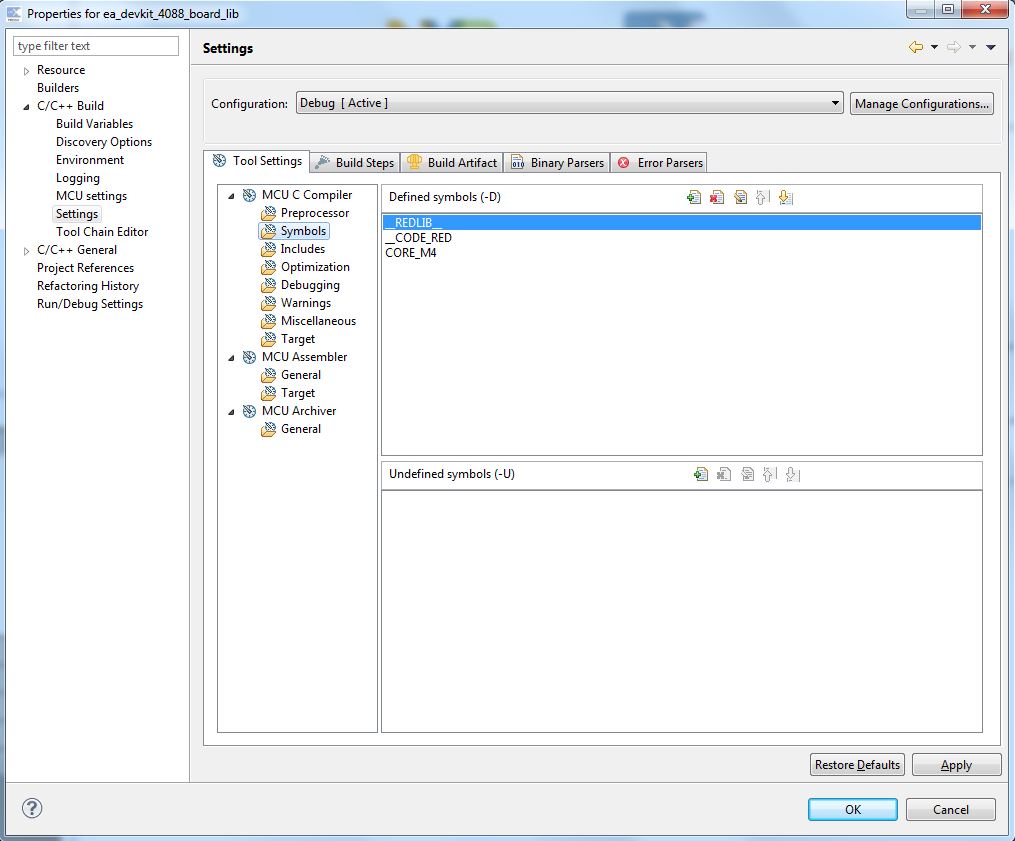 Properties for ea_devkit_4088_board_lib
type filter text
Resource
Builders
C/C++ Build
Build Variables
Discovery Options
Environment
Logging
MCU settings
Settings
Tool Chain Editor
C/C++ General
Project References
Refactoring History
Run/Debug Settings
Settings
Configuration: Debug [ Active ] Manage Configurations...
Tool Settings Build Steps Build Artifact Binary Parsers Error Parsers
MCU C Compiler
Preprocessor
Symbols
Includes
Optimization
Debugging
Warnings
Miscellaneous
Target
MCU Assembler
General
Target
MCU Archiver
General
Defined symbols (-D)
__REDLIB__
__CODE_RED
CORE_M4
Undefined symbols (-U)
Restore Defaults Apply
OK Cancel